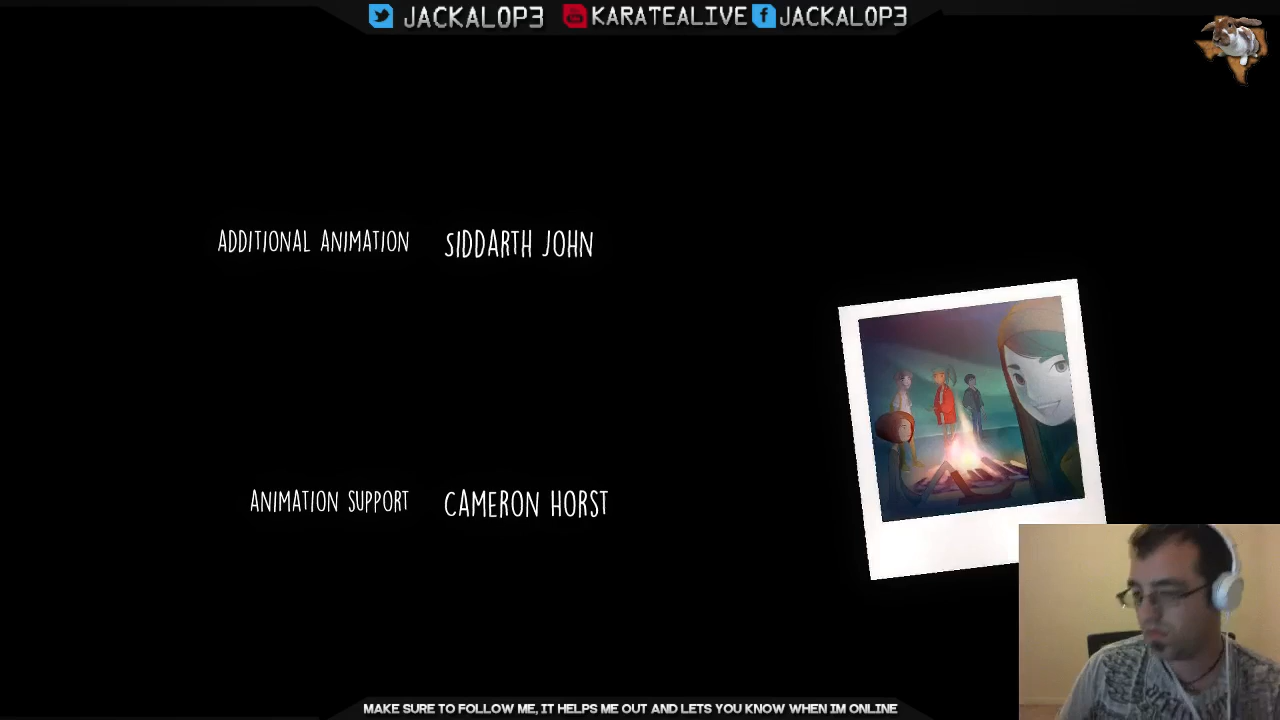 JACKALOP3 KARATEALIVE JACKALOP3
ADDITIONAL ANIMATION SIDDARTH JOHN
ANIMATION SUPPORT CAMERON HORST
MAKE SURE TO FOLLOW ME, IT HELPS ME OUT AND LETS YOU KNOW WHEN IM ONLINE